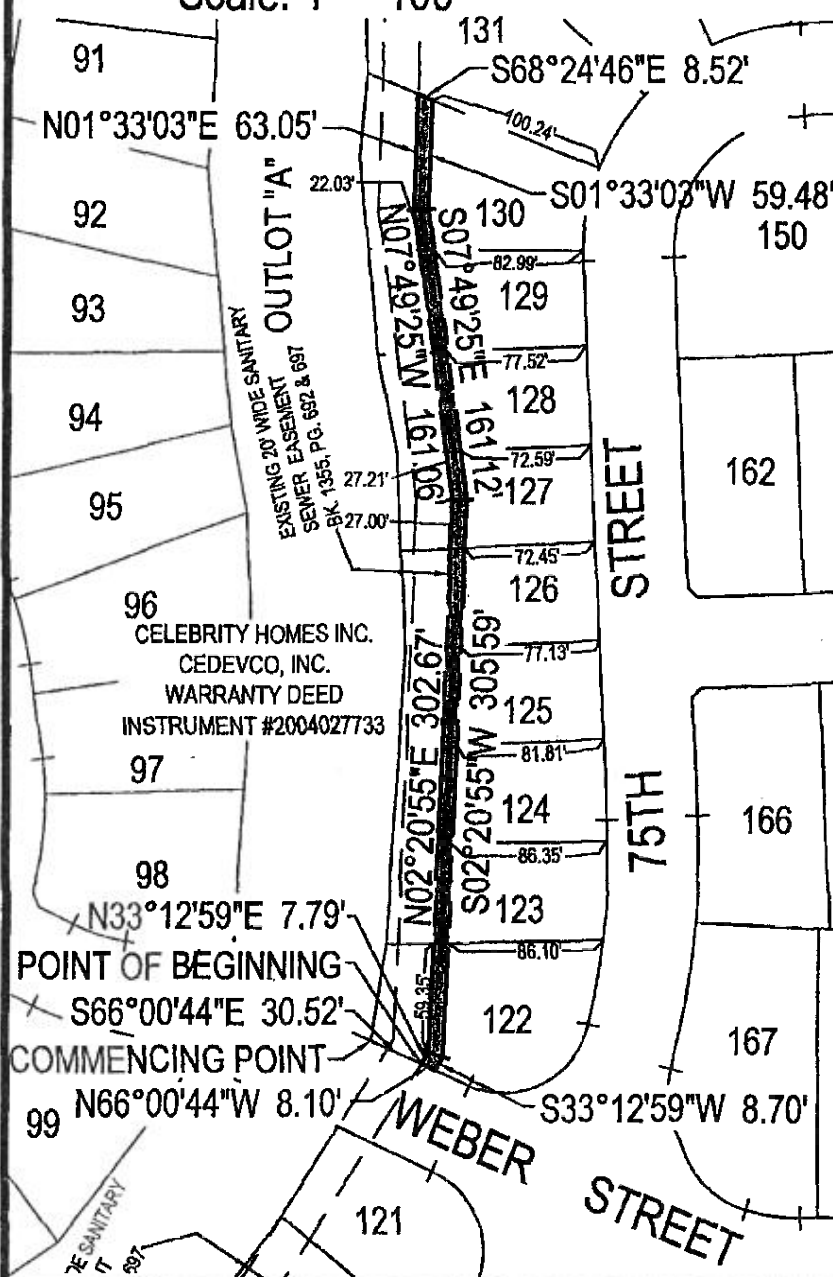 131
91
S68°24'46"E 8.52'
N01°33'03"E 63.05'
100.24'
22.03'
S01°33'03"W 59.48'
92
OUTLOT "A"
130
150
N07°49'25"W 161.06'
S07°49'25"E 161.12'
82.99'
129
93
EXISTING 20' WIDE SANITARY
SEWER EASEMENT
BK. 1355, PG. 692 & 697
77.52'
128
94
72.59'
162
27.21'
127
95
27.00'
72.45'
STREET
126
96
CELEBRITY HOMES INC.
CEDEVCO, INC.
WARRANTY DEED
INSTRUMENT #2004027733
77.13'
N02°20'55"E 302.67'
S02°20'55"W 305.59'
125
81.81'
97
124
75TH
166
86.35'
98
N33°12'59"E 7.79'
123
86.10'
POINT OF BEGINNING
59.35'
S66°00'44"E 30.52'
122
COMMENCING POINT
167
N66°00'44"W 8.10'
S33°12'59"W 8.70'
99
WEBER STREET
121
DE SANITARY
697